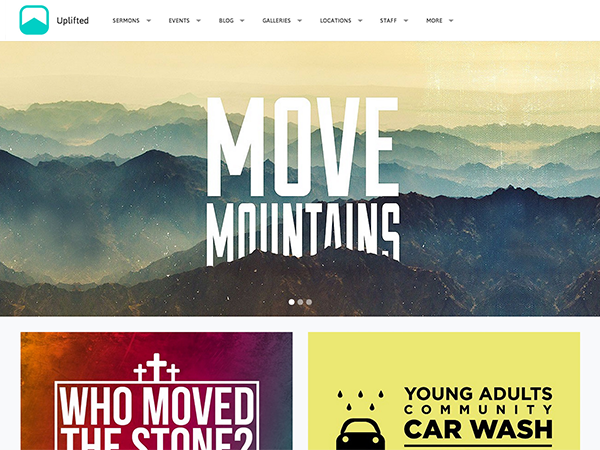 Uplifted
SERMONS EVENTS BLOG GALLERIES LOCATIONS STAFF MORE
MOVE
MOUNTAINS
WHO MOVED
THE STONE?
YOUNG ADULTS
COMMUNITY
CAR WASH